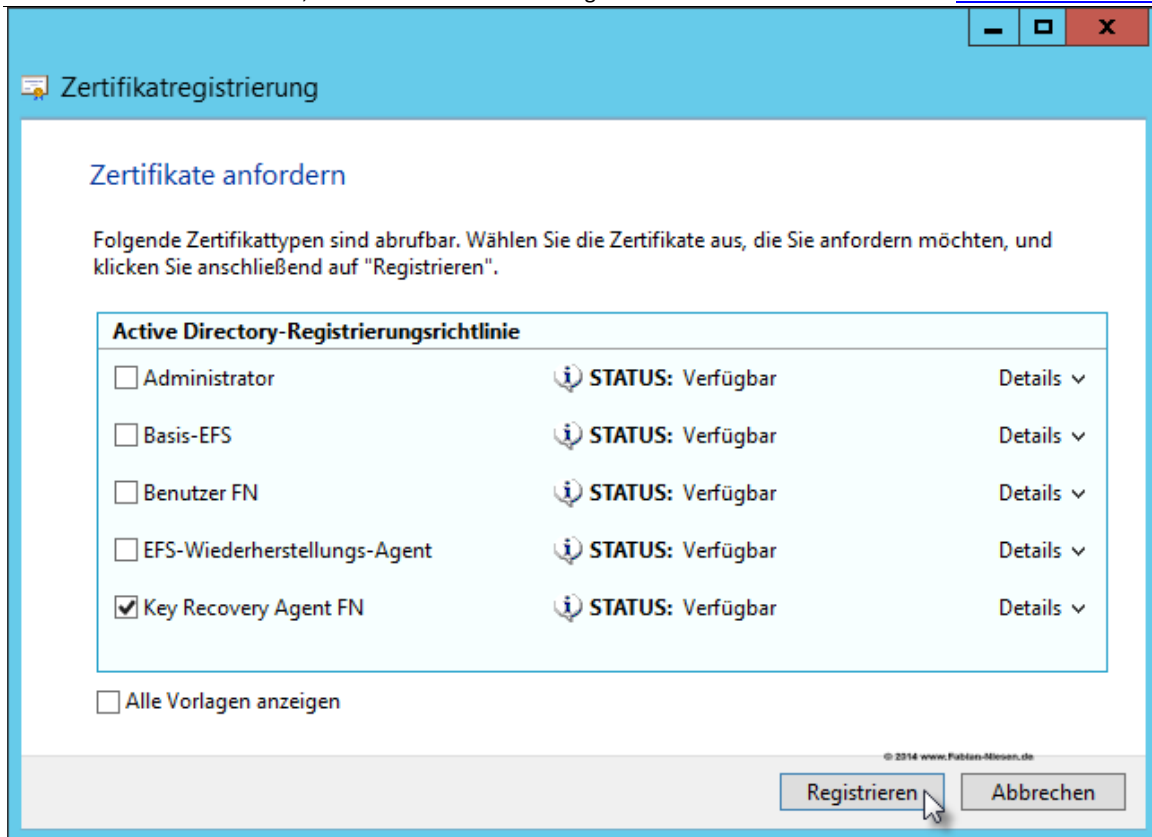 Zertifikatregistrierung
Zertifikate anfordern
Folgende Zertifikattypen sind abrufbar. Wählen Sie die Zertifikate aus, die Sie anfordern möchten, und
klicken Sie anschließend auf "Registrieren".
Active Directory-Registrierungsrichtlinie
Administrator STATUS: Verfügbar Details
Basis-EFS STATUS: Verfügbar Details
Benutzer FN STATUS: Verfügbar Details
EFS-Wiederherstellungs-Agent STATUS: Verfügbar Details
Key Recovery Agent FN STATUS: Verfügbar Details
Alle Vorlagen anzeigen
© 2014 www.Fabian-Niesen.de
Registrieren Abbrechen